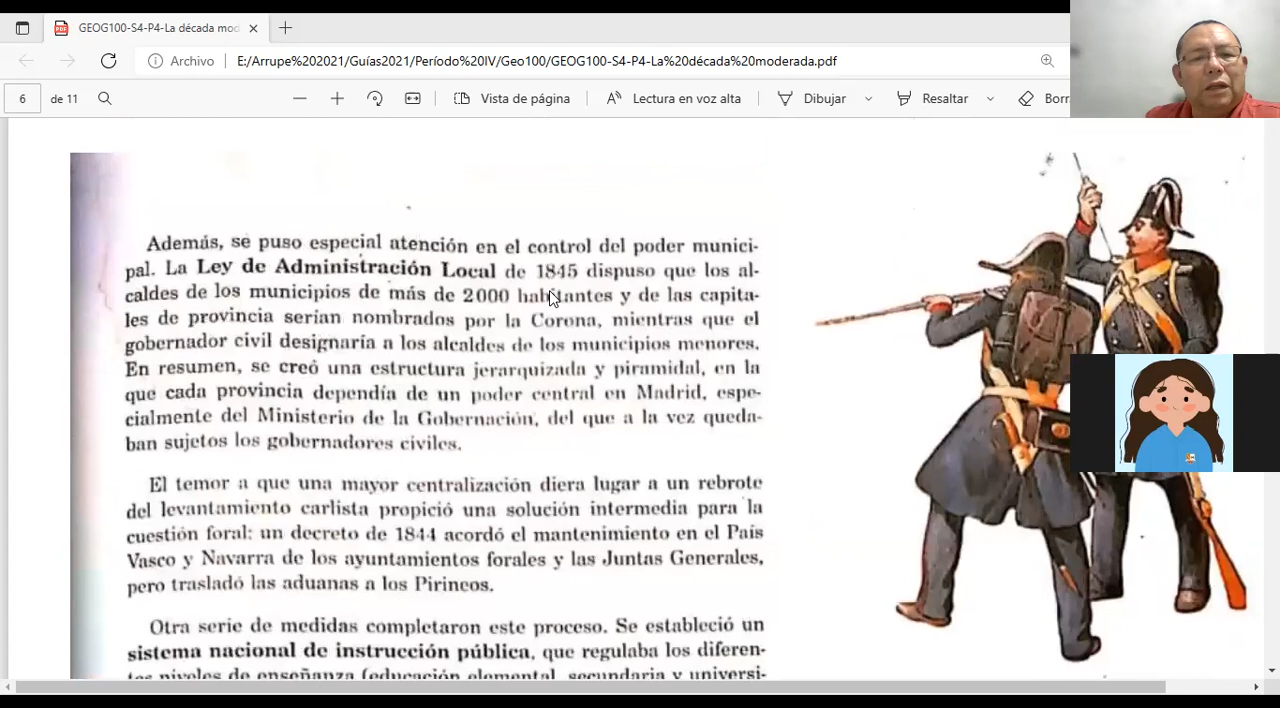 GEOG100-S4-P4-La década mod
Archivo
E:/Arrupe%202021/Guías2021/Período%20IV/Geo100/GEOG100-S4-P4-La%20década%20moderada.pdf
6 de 11
Vista de página
Lectura en voz alta
Dibujar
Resaltar
Borr
Además, se puso especial atención en el control del poder munici-
pal. La Ley de Administración Local de 1845 dispuso que los al-
caldes de los municipios de más de 2000 habitantes y de las capita-
les de provincia serían nombrados por la Corona, mientras que el
gobernador civil designaría a los alcaldes de los municipios menores.
En resumen, se creó una estructura jerarquizada y piramidal, en la
que cada provincia dependía de un poder central en Madrid, espe-
cialmente del Ministerio de la Gobernación, del que a la vez queda-
ban sujetos los gobernadores civiles.
El temor a que una mayor centralización diera lugar a un rebrote
del levantamiento carlista propició una solución intermedia para la
cuestión foral: un decreto de 1844 acordó el mantenimiento en el País
Vasco y Navarra de los ayuntamientos forales y las Juntas Generales,
pero trasladó las aduanas a los Pirineos.
Otra serie de medidas completaron este proceso. Se estableció un
sistema nacional de instrucción pública, que regulaba los diferen-
tes niveles de enseñanza (educación elemental, secundaria y universi-